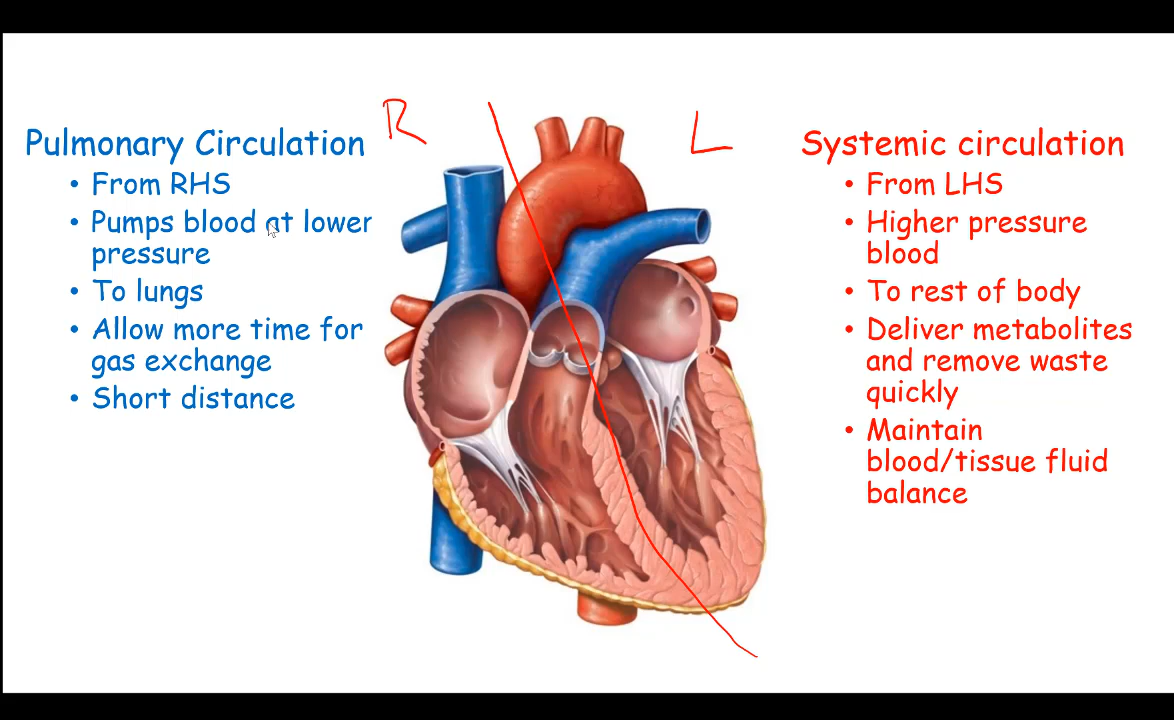 R
L
Pulmonary Circulation
• From RHS
• Pumps blood at lower
pressure
• To lungs
• Allow more time for
gas exchange
• Short distance
Systemic circulation
• From LHS
• Higher pressure
blood
• To rest of body
• Deliver metabolites
and remove waste
quickly
• Maintain
blood/tissue fluid
balance